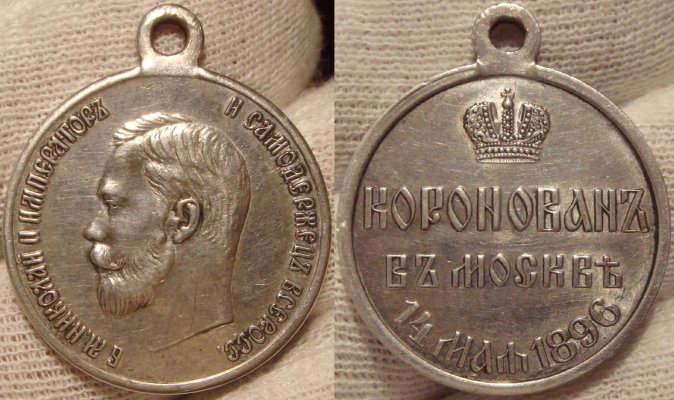 Б.М.НИКОЛАЙ II ИМПЕРАТОРЪ И САМОДЕРЖЕЦЪ ВСЕРОСС.
КОРОНОВАНЪ
ВЪ МОСКВѢ
14 МАЯ 1896